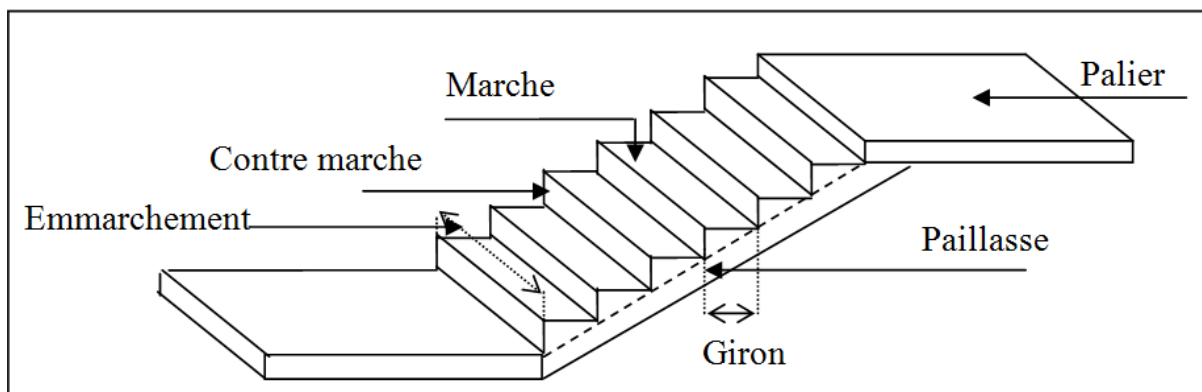 Marche
Palier
Contre marche
Emmarchement
Paillasse
Giron